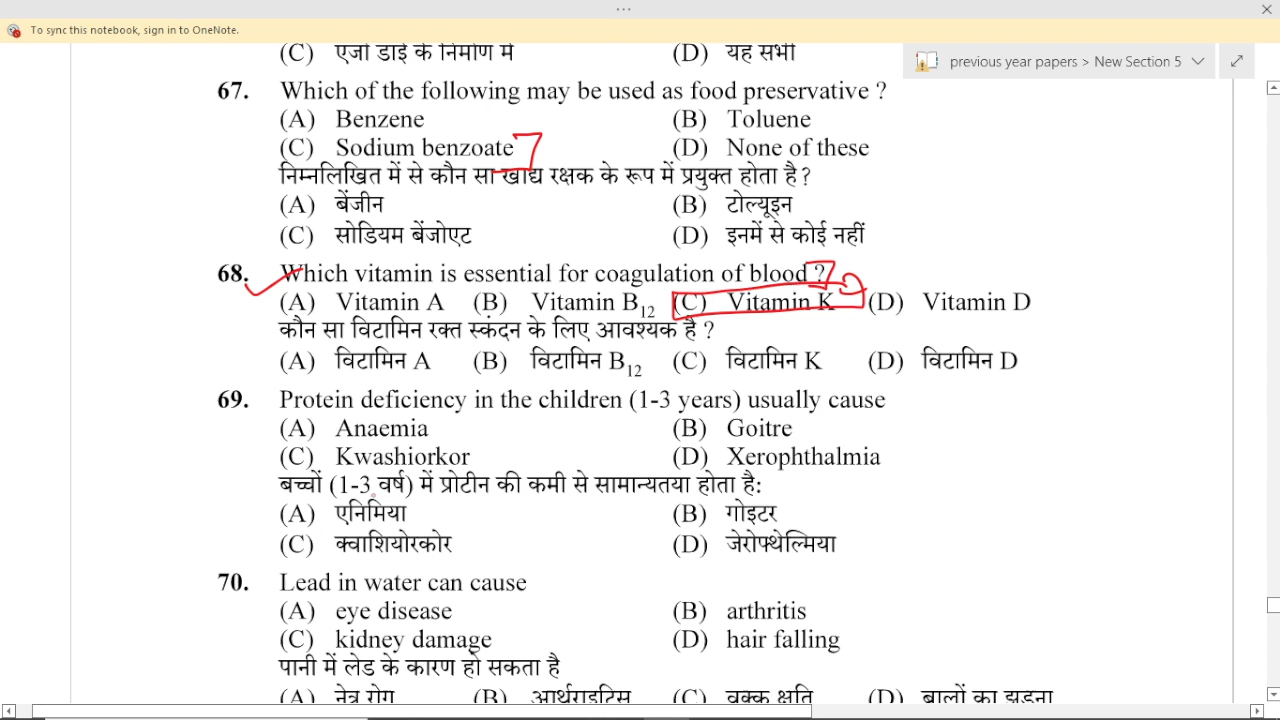 To sync this notebook, sign in to OneNote.
previous year papers > New Section 5
(C) एजो डाई के निर्माण में (D) यह सभी
67. Which of the following may be used as food preservative ?
(A) Benzene (B) Toluene
(C) Sodium benzoate (D) None of these
निम्नलिखित में से कौन सा खाद्य रक्षक के रूप में प्रयुक्त होता है?
(A) बेंजीन (B) टोल्यूइन
(C) सोडियम बेंजोएट (D) इनमें से कोई नहीं
68. Which vitamin is essential for coagulation of blood ?
(A) Vitamin A (B) Vitamin B12 (C) Vitamin K (D) Vitamin D
कौन सा विटामिन रक्त स्कंदन के लिए आवश्यक है ?
(A) विटामिन A (B) विटामिन B12 (C) विटामिन K (D) विटामिन D
69. Protein deficiency in the children (1-3 years) usually cause
(A) Anaemia (B) Goitre
(C) Kwashiorkor (D) Xerophthalmia
बच्चों (1-3 वर्ष) में प्रोटीन की कमी से सामान्यतया होता है:
(A) एनिमिया (B) गोइटर
(C) क्वाशियोरकोर (D) जेरोफ्थेल्मिया
70. Lead in water can cause
(A) eye disease (B) arthritis
(C) kidney damage (D) hair falling
पानी में लेड के कारण हो सकता है
(A) नेत्र रोग (B) आर्थराइटिस (C) वृक्क क्षति (D) बालों का झड़ना